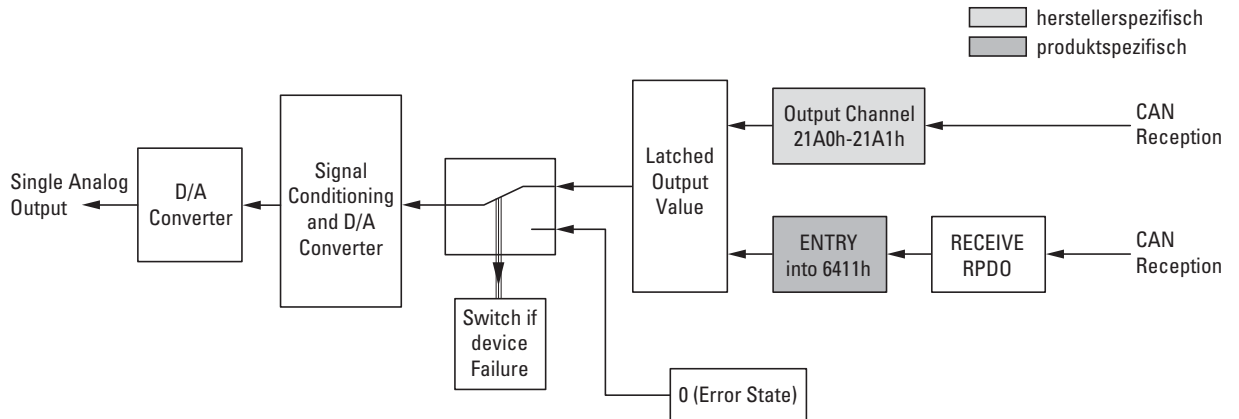 herstellerspezifisch
produktspezifisch
Single Analog
Output
D/A
Converter
Signal
Conditioning
and D/A
Converter
Switch if
device
Failure
Latched
Output
Value
Output Channel
21A0h-21A1h
CAN
Reception
ENTRY
into 6411h
RECEIVE
RPDO
CAN
Reception
0 (Error State)